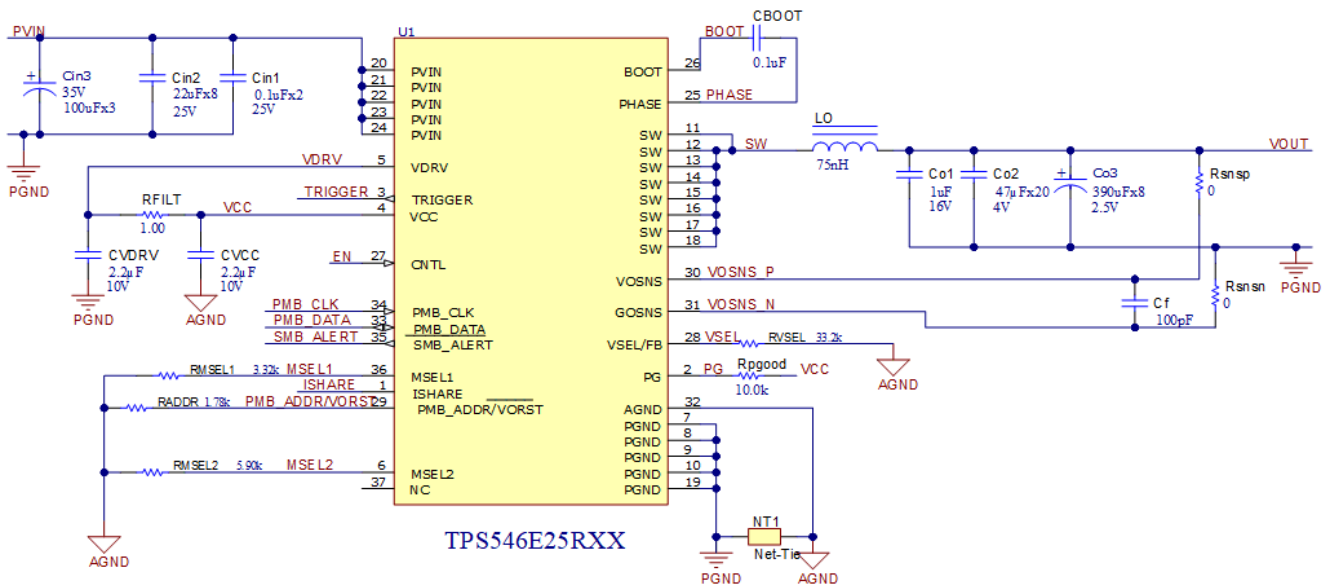 PVIN
Cin3
35V
100uFx3
Cin2
22uFx8
25V
Cin1
0.1uFx2
25V
PGND
VDRV
TRIGGER
RFILT
1.00
VCC
CVDRV
2.2µF
10V
PGND
CVCC
2.2µF
10V
AGND
EN
PMB_CLK
PMB_DATA
SMB_ALERT
RMSEL1 3.32k MSEL1
ISHARE
RADDR 1.78k PMB_ADDR/VORST
RMSEL2 5.90k MSEL2
AGND
U1
20 PVIN
21 PVIN
22 PVIN
23 PVIN
24 PVIN
5 VDRV
3 TRIGGER
4 VCC
27 CNTL
34 PMB_CLK
33 PMB_DATA
35 SMB_ALERT
36 MSEL1
1 ISHARE
29 PMB_ADDR/VORST
6 MSEL2
37 NC
BOOT 26
PHASE 25
SW 11
SW 12
SW 13
SW 14
SW 15
SW 16
SW 17
SW 18
VOSNS 30
GOSNS 31
VSEL/FB 28
PG 2
AGND 32
PGND 7
PGND 8
PGND 9
PGND 10
PGND 19
TPS546E25RXX
BOOT
CBOOT
0.1uF
PHASE
SW
LO
75nH
VOUT
Co1
1uF
16V
Co2
47µFx20
4V
Co3
390uFx8
2.5V
Rsnsp
0
PGND
VOSNS_P
VOSNS_N
Cf
100pF
Rsnsn
0
VSEL
RVSEL 33.2k
AGND
PG
Rpgood
10.0k
VCC
NT1
Net-Tie
PGND
AGND